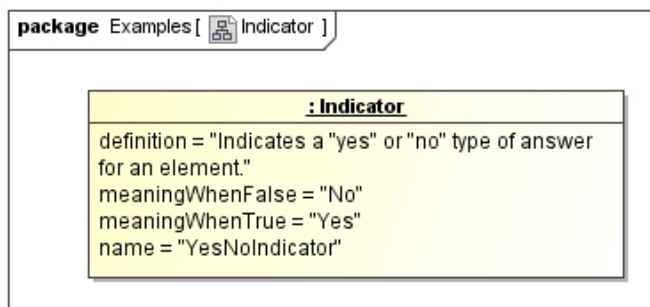 package Examples [ Indicator ]
: Indicator
definition = "Indicates a "yes" or "no" type of answer
for an element."
meaningWhenFalse = "No"
meaningWhenTrue = "Yes"
name = "YesNoIndicator"